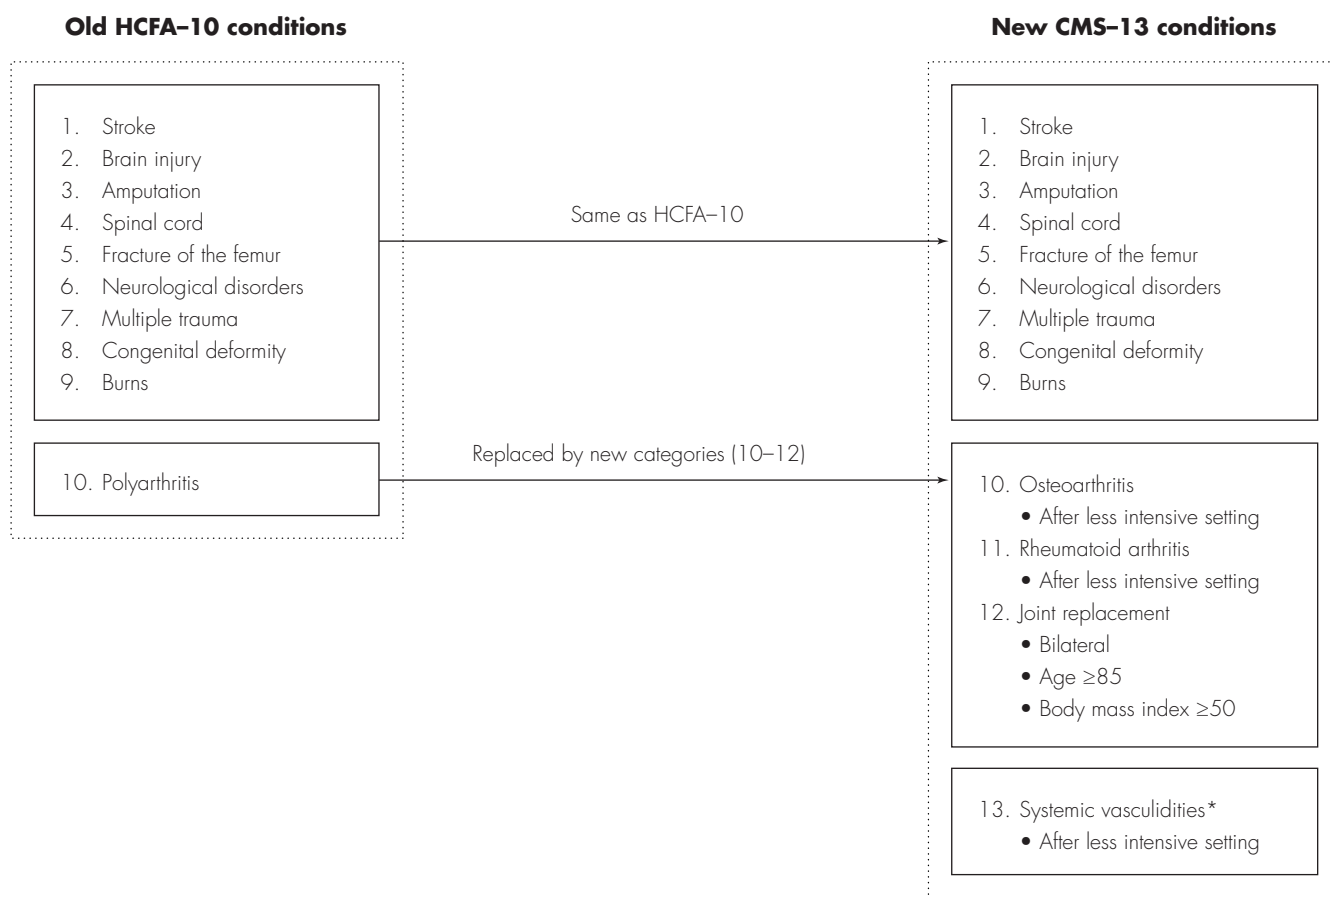 Old HCFA–10 conditions
1. Stroke
2. Brain injury
3. Amputation
4. Spinal cord
5. Fracture of the femur
6. Neurological disorders
7. Multiple trauma
8. Congenital deformity
9. Burns
10. Polyarthritis
Same as HCFA–10
Replaced by new categories (10–12)
New CMS–13 conditions
1. Stroke
2. Brain injury
3. Amputation
4. Spinal cord
5. Fracture of the femur
6. Neurological disorders
7. Multiple trauma
8. Congenital deformity
9. Burns
10. Osteoarthritis
• After less intensive setting
11. Rheumatoid arthritis
• After less intensive setting
12. Joint replacement
• Bilateral
• Age ≥85
• Body mass index ≥50
13. Systemic vasculidities*
• After less intensive setting